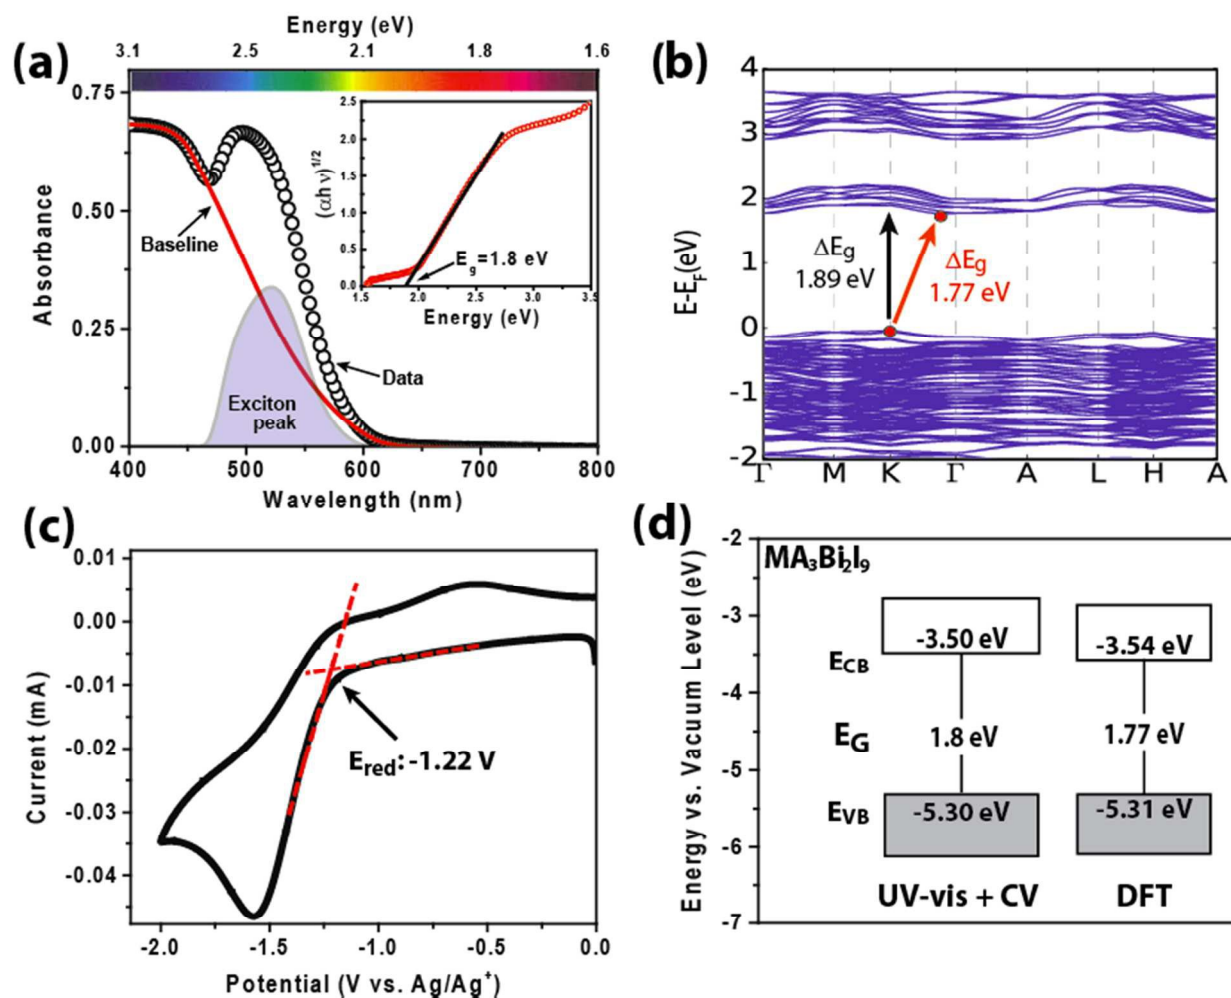 (a)
Energy (eV)
3.1 2.5 2.1 1.8 1.6
Absorbance
0.75
0.50
0.25
0.00
400 500 600 700 800
Wavelength (nm)
Baseline
Data
Exciton
peak
(αh ν)^1/2
2.5
2.0
1.5
1.0
0.5
0.0
E_g=1.8 eV
1.5 2.0 2.5 3.0 3.5
Energy (eV)
(b)
E-E_F(eV)
4
3
2
1
0
-1
-2
ΔEg
1.89 eV
ΔEg
1.77 eV
Γ M K Γ A L H A
(c)
Current (mA)
0.01
0.00
-0.01
-0.02
-0.03
-0.04
E_red: -1.22 V
-2.0 -1.5 -1.0 -0.5 0.0
Potential (V vs. Ag/Ag⁺)
(d)
Energy vs. Vacuum Level (eV)
-2
-3
-4
-5
-6
-7
MA₃Bi₂I₉
-3.50 eV -3.54 eV
E_CB
E_G 1.8 eV 1.77 eV
E_VB -5.30 eV -5.31 eV
UV-vis + CV DFT